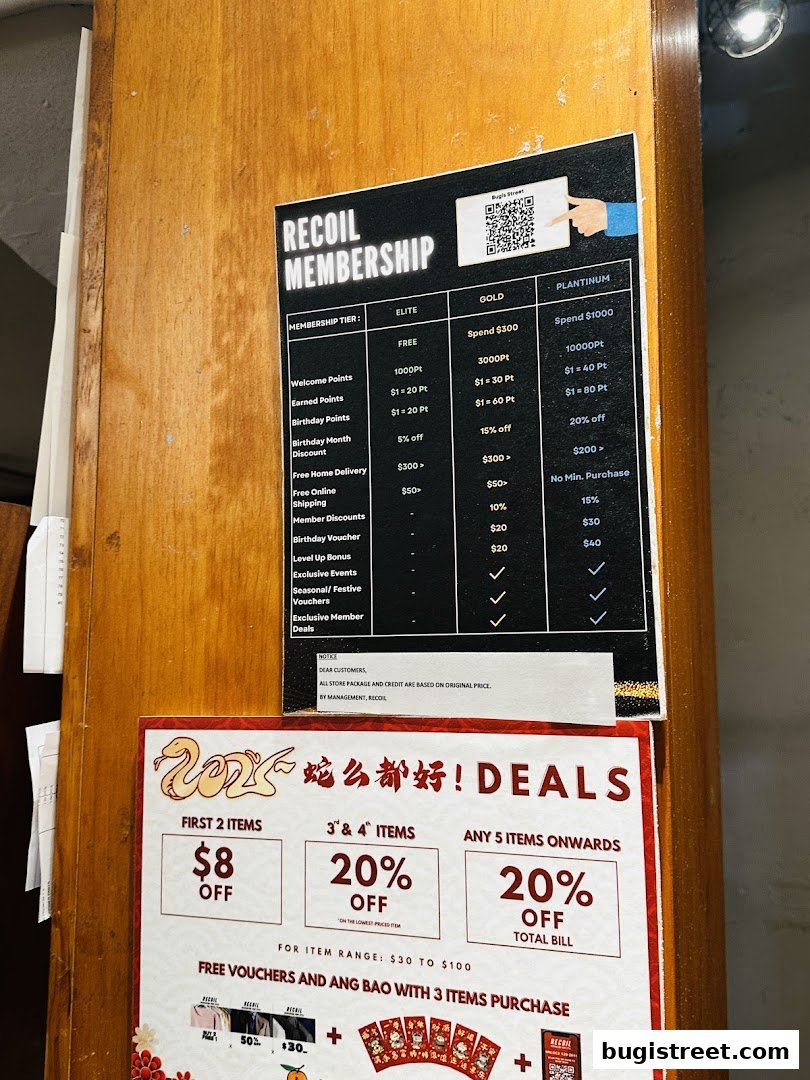 Bugis Street
RECOIL
MEMBERSHIP
MEMBERSHIP TIER : ELITE GOLD PLANTINUM
FREE Spend $300 Spend $1000
Welcome Points 1000Pt 3000Pt 10000Pt
Earned Points $1 = 20 Pt $1 = 30 Pt $1 = 40 Pt
Birthday Points $1 = 20 Pt $1 = 60 Pt $1 = 80 Pt
Birthday Month
Discount 5% off 15% off 20% off
Free Home Delivery $300 > $300 > $200 >
Free Online
Shipping $50> $50> No Min. Purchase
Member Discounts - 10% 15%
Birthday Voucher - $20 $30
Level Up Bonus - $20 $40
Exclusive Events - ✓ ✓
Seasonal/ Festive
Vouchers - ✓ ✓
Exclusive Member
Deals - ✓ ✓
NOTICE
DEAR CUSTOMERS,
ALL STORE PACKAGE AND CREDIT ARE BASED ON ORIGINAL PRICE.
BY MANAGEMENT, RECOIL
2025 蛇么都好! DEALS
FIRST 2 ITEMS
$8
OFF
3rd & 4th ITEMS
20%
OFF
*ON THE LOWEST-PRICED ITEM
ANY 5 ITEMS ONWARDS
20%
OFF
TOTAL BILL
FOR ITEM RANGE: $30 TO $100
FREE VOUCHERS AND ANG BAO WITH 3 ITEMS PURCHASE
RECOIL RECOIL RECOIL
BUY 2
FREE 1 x 50% x $30 + +
RECOIL
bugistreet.com